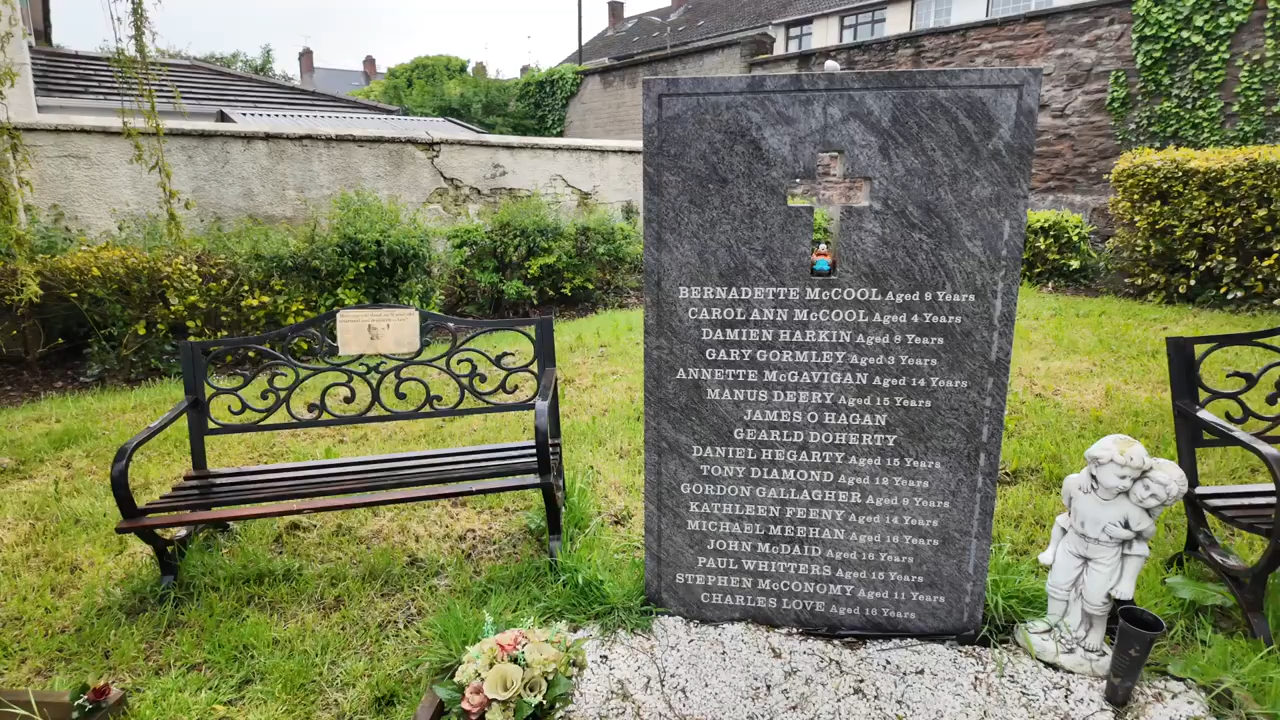 BERNADETTE McCOOL Aged 9 Years
CAROL ANN McCOOL Aged 4 Years
DAMIEN HARKIN Aged 8 Years
GARY GORMLEY Aged 3 Years
ANNETTE McGAVIGAN Aged 14 Years
MANUS DEERY Aged 15 Years
JAMES O HAGAN
GEARLD DOHERTY
DANIEL HEGARTY Aged 15 Years
TONY DIAMOND Aged 12 Years
GORDON GALLAGHER Aged 9 Years
KATHLEEN FEENY Aged 14 Years
MICHAEL MEEHAN Aged 16 Years
JOHN McDAID Aged 16 Years
PAUL WHITTERS Aged 15 Years
STEPHEN McCONOMY Aged 11 Years
CHARLES LOVE Aged 16 Years